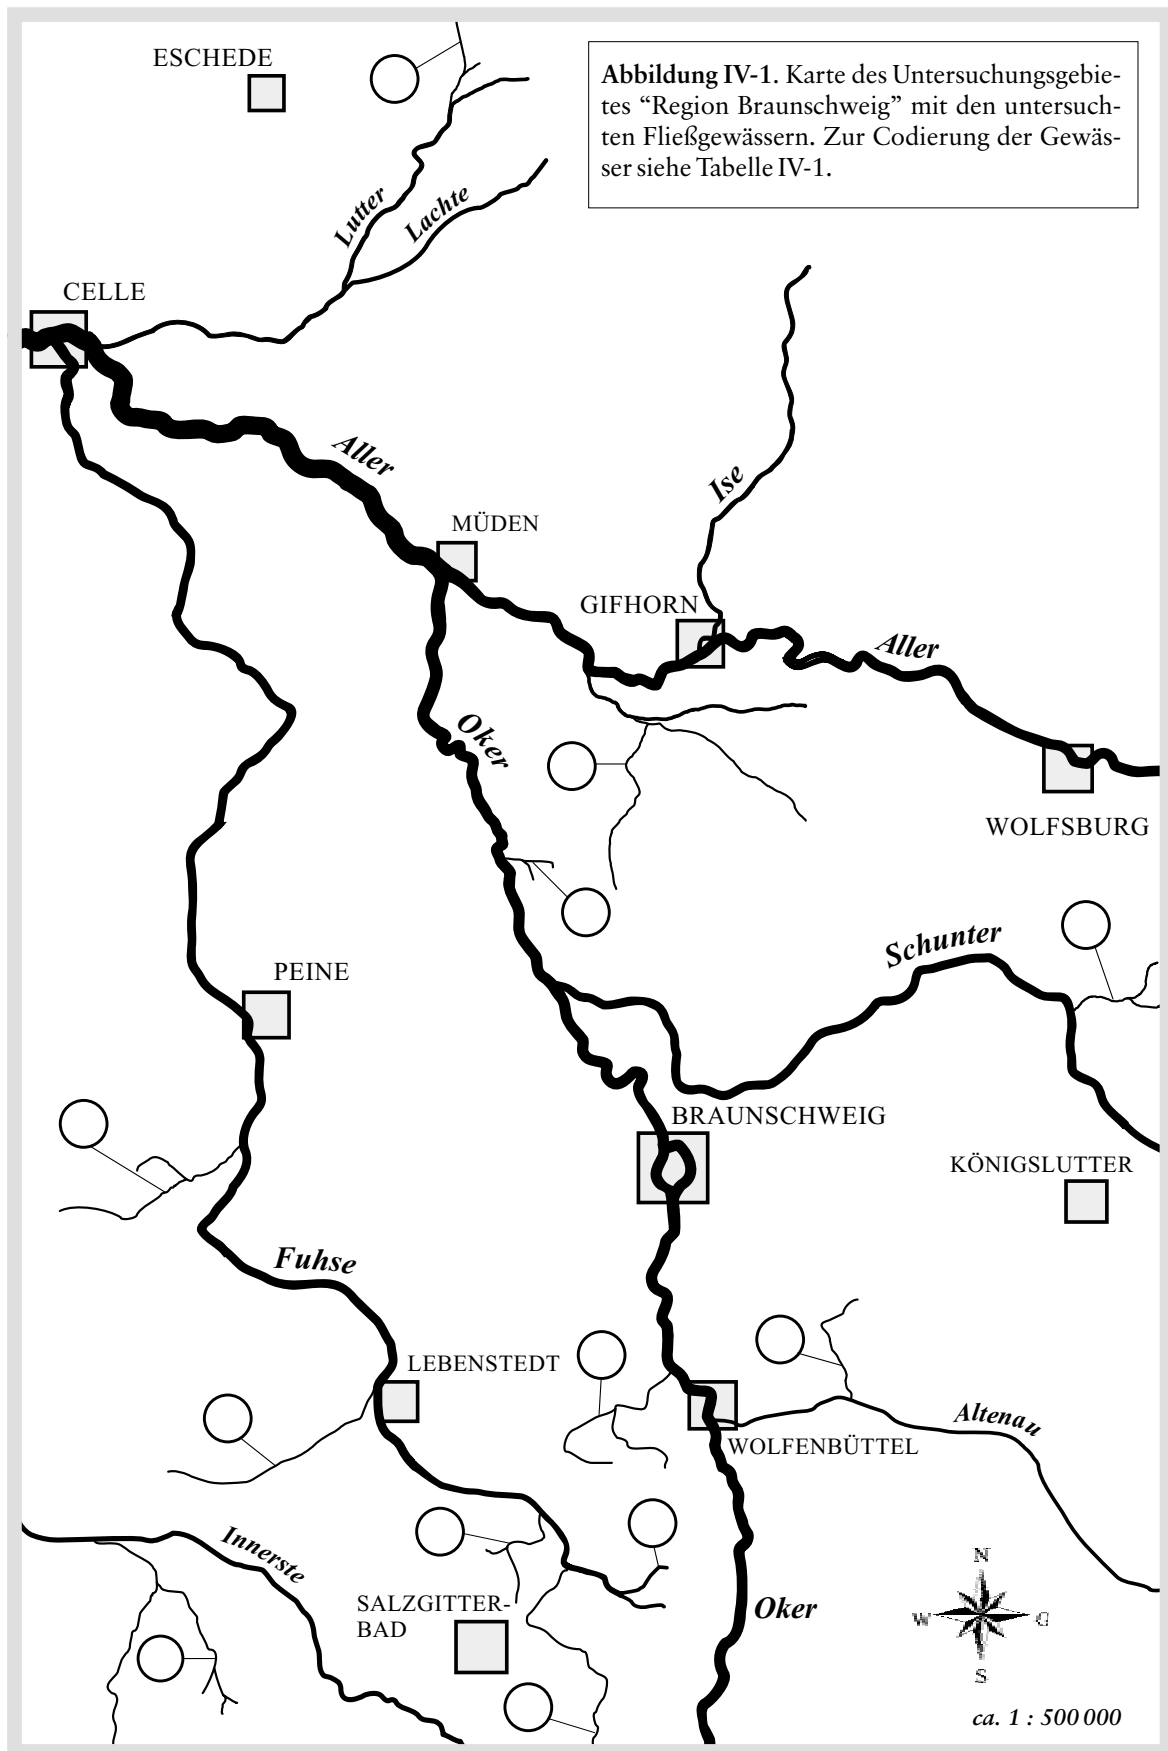 ESCHEDE
Abbildung IV-1. Karte des Untersuchungsgebie-
tes “Region Braunschweig” mit den untersuch-
ten Fließgewässern. Zur Codierung der Gewäs-
ser siehe Tabelle IV-1.
Lutter
Lachte
CELLE
Aller
Ise
MÜDEN
GIFHORN
Aller
Oker
WOLFSBURG
Schunter
PEINE
BRAUNSCHWEIG
KÖNIGSLUTTER
Fuhse
LEBENSTEDT
Altenau
WOLFENBÜTTEL
Innerste
N
SALZGITTER-
BAD
Oker
W
S
ca. 1 : 500 000